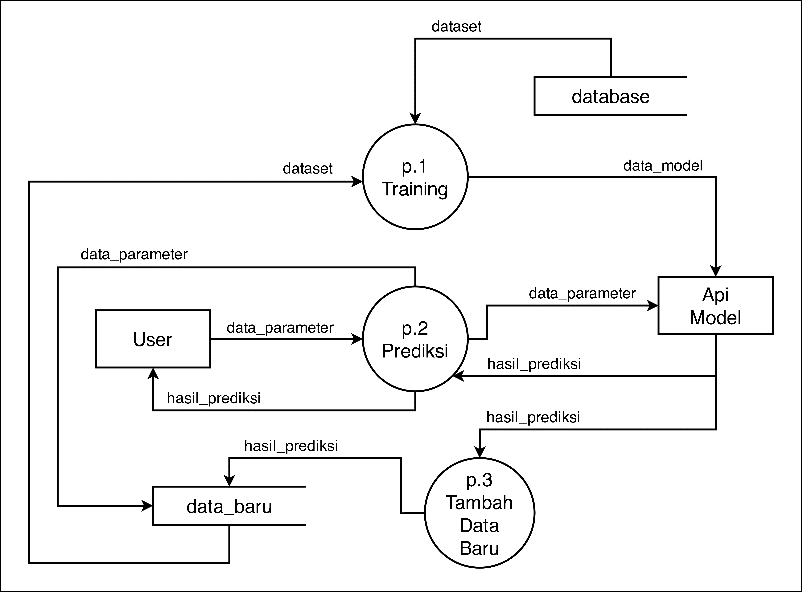 dataset
database
p.1
Training
dataset
data_model
data_parameter
Api
Model
data_parameter
User
data_parameter
p.2
Prediksi
hasil_prediksi
hasil_prediksi
hasil_prediksi
hasil_prediksi
p.3
Tambah
Data
Baru
data_baru